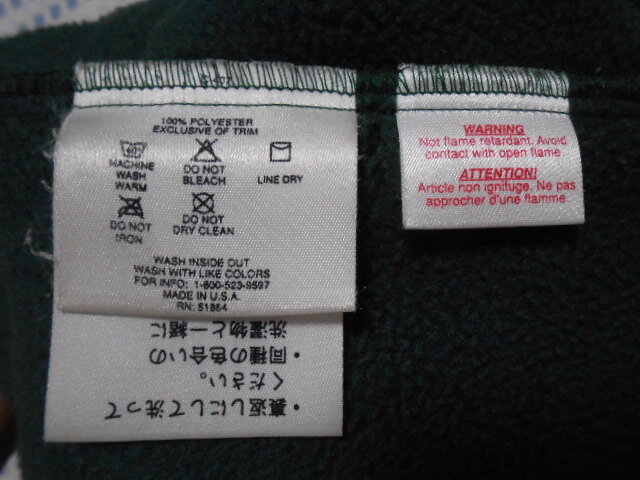 100% POLYESTER
EXCLUSIVE OF TRIM
MACHINE
WASH
WARM
DO NOT
BLEACH
LINE DRY
DO NOT
IRON
DO NOT
DRY CLEAN
WASH INSIDE OUT
WASH WITH LIKE COLORS
FOR INFO: 1-800-523-9597
MADE IN U.S.A.
RN: 51864
・裏返しにして洗って
ください。
・同種の色合いの
洗濯物と一緒に
WARNING
Not flame retardant. Avoid
contact with open flame.
ATTENTION!
Article non ignifuge. Ne pas
approcher d'une flamme.